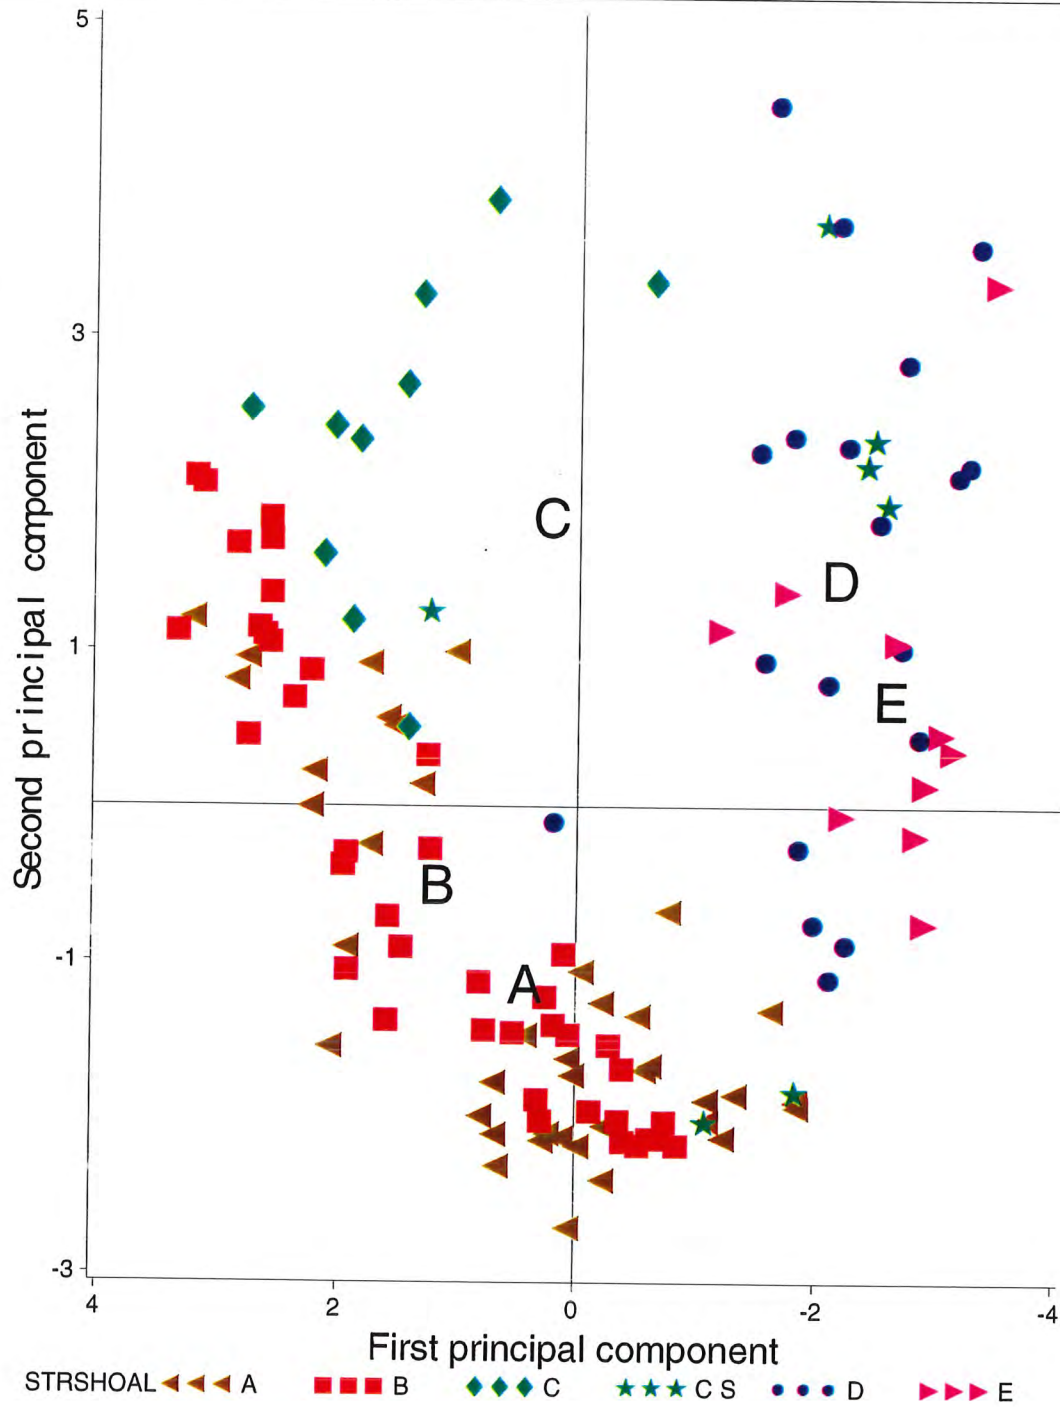 5
3
1
-1
-3
Second principal component
C
D
E
B
A
4 2 0 -2 -4
First principal component
STRSHOAL A B C C S D E